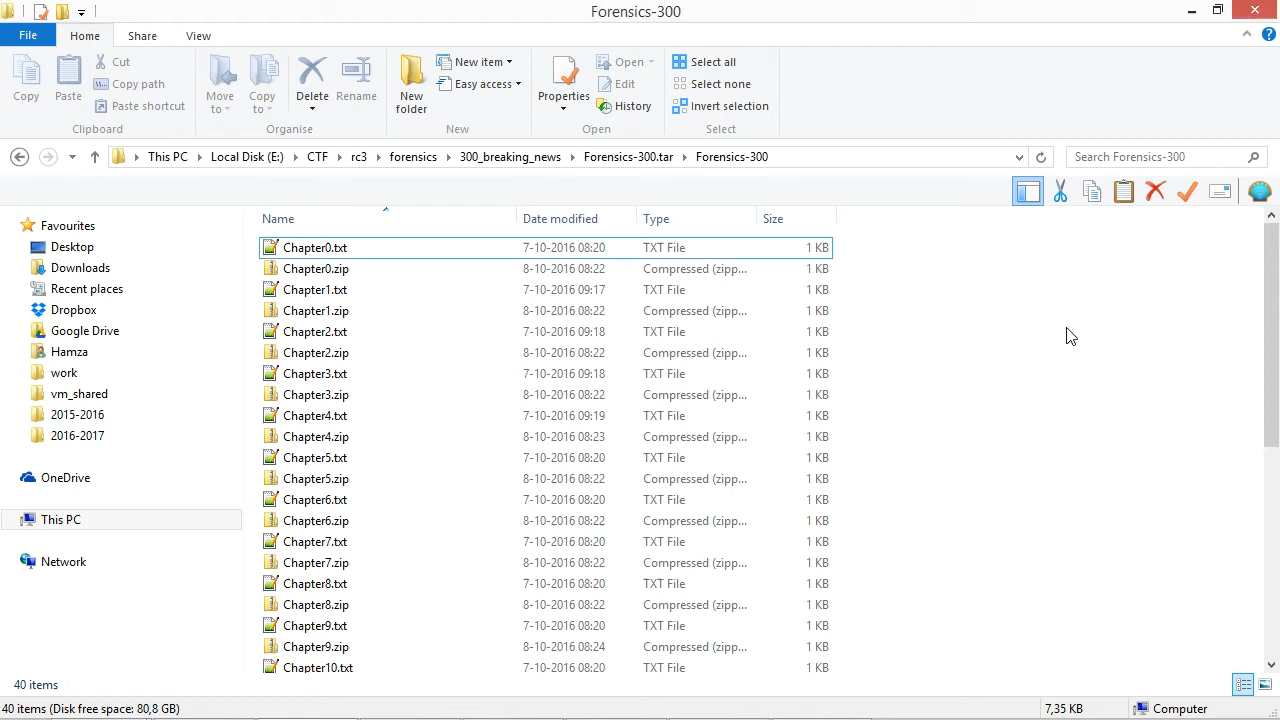 Forensics-300
File Home Share View
Copy Paste Cut Copy path Paste shortcut Clipboard
Move to Copy to Delete Rename Organise
New folder New item Easy access New
Properties Open Edit History Open
Select all Select none Invert selection Select
This PC Local Disk (E:) CTF rc3 forensics 300_breaking_news Forensics-300.tar Forensics-300 Search Forensics-300
Favourites
Desktop
Downloads
Recent places
Dropbox
Google Drive
Hamza
work
vm_shared
2015-2016
2016-2017
OneDrive
This PC
Network
Name Date modified Type Size
Chapter0.txt 7-10-2016 08:20 TXT File 1 KB
Chapter0.zip 8-10-2016 08:22 Compressed (zipp... 1 KB
Chapter1.txt 7-10-2016 09:17 TXT File 1 KB
Chapter1.zip 8-10-2016 08:22 Compressed (zipp... 1 KB
Chapter2.txt 7-10-2016 09:18 TXT File 1 KB
Chapter2.zip 8-10-2016 08:22 Compressed (zipp... 1 KB
Chapter3.txt 7-10-2016 09:18 TXT File 1 KB
Chapter3.zip 8-10-2016 08:22 Compressed (zipp... 1 KB
Chapter4.txt 7-10-2016 09:19 TXT File 1 KB
Chapter4.zip 8-10-2016 08:23 Compressed (zipp... 1 KB
Chapter5.txt 7-10-2016 08:20 TXT File 1 KB
Chapter5.zip 8-10-2016 08:22 Compressed (zipp... 1 KB
Chapter6.txt 7-10-2016 08:20 TXT File 1 KB
Chapter6.zip 8-10-2016 08:22 Compressed (zipp... 1 KB
Chapter7.txt 7-10-2016 08:20 TXT File 1 KB
Chapter7.zip 8-10-2016 08:22 Compressed (zipp... 1 KB
Chapter8.txt 7-10-2016 08:20 TXT File 1 KB
Chapter8.zip 8-10-2016 08:22 Compressed (zipp... 1 KB
Chapter9.txt 7-10-2016 08:20 TXT File 1 KB
Chapter9.zip 8-10-2016 08:24 Compressed (zipp... 1 KB
Chapter10.txt 7-10-2016 08:20 TXT File 1 KB
40 items
40 items (Disk free space: 80,8 GB) 7,35 KB Computer